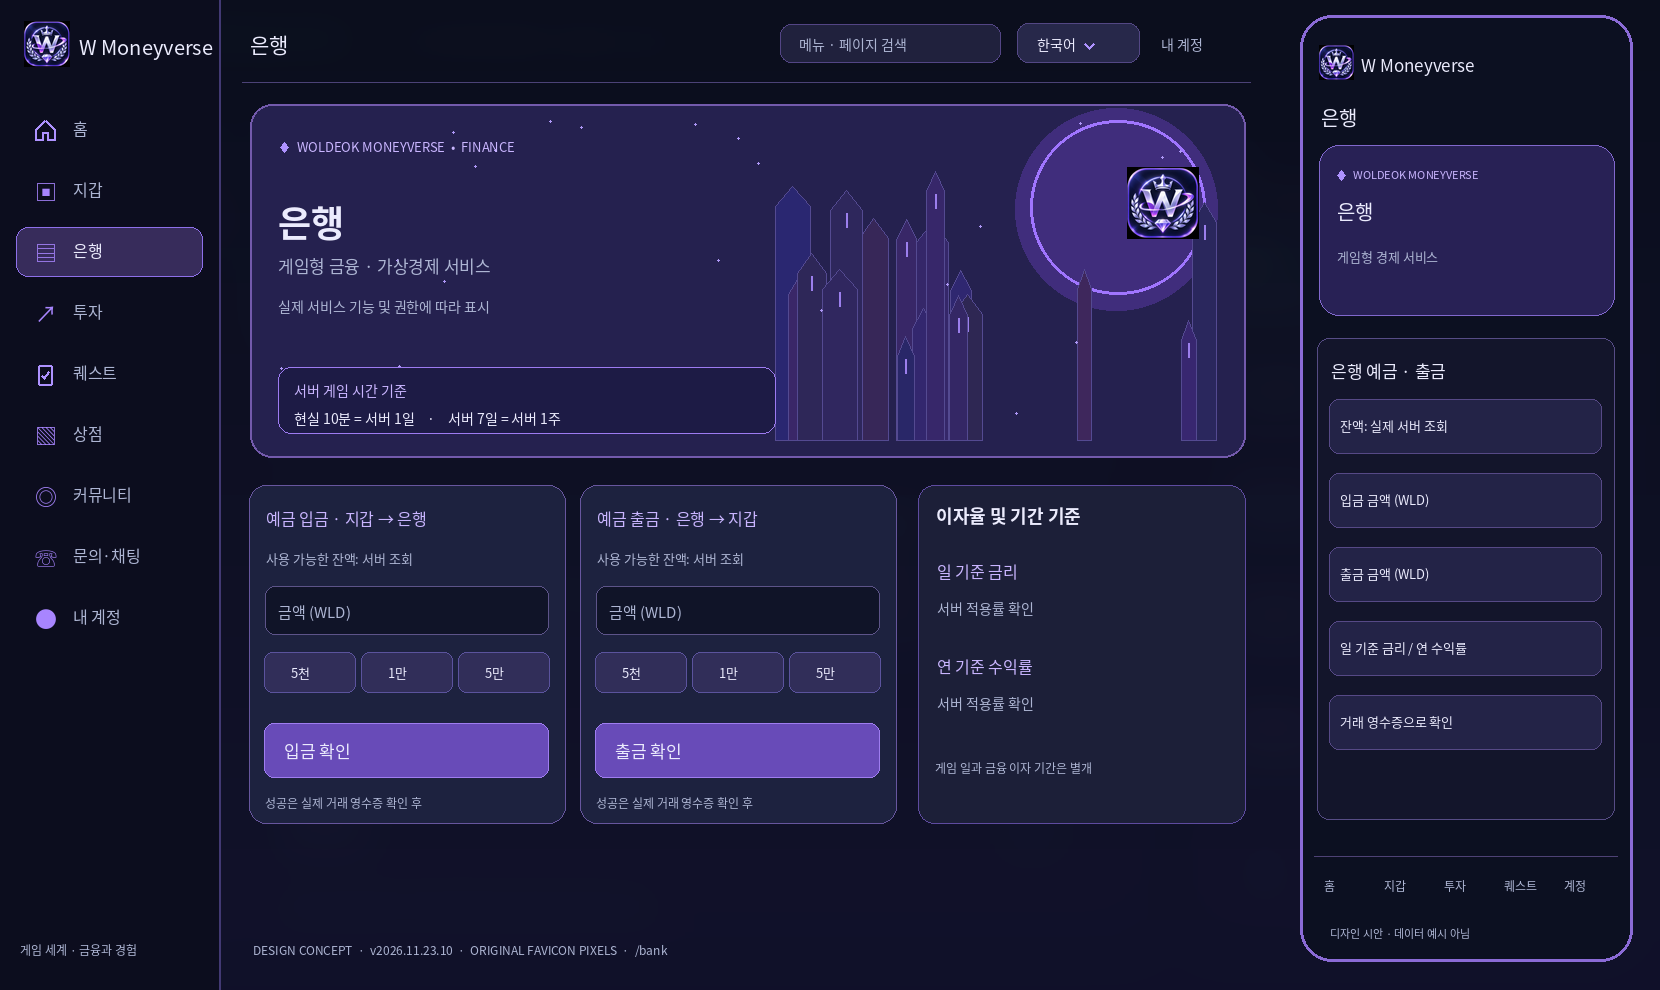 W Moneyverse
홈
지갑
은행
투자
퀘스트
상점
커뮤니티
문의·채팅
내 계정
게임 세계 · 금융과 경험
은행
메뉴 · 페이지 검색
한국어
내 계정
WOLDEOK MONEYVERSE • FINANCE
은행
게임형 금융 · 가상경제 서비스
실제 서비스 기능 및 권한에 따라 표시
서버 게임 시간 기준
현실 10분 = 서버 1일 · 서버 7일 = 서버 1주
W
예금 입금 · 지갑 → 은행
사용 가능한 잔액: 서버 조회
금액 (WLD)
5천 1만 5만
입금 확인
성공은 실제 거래 영수증 확인 후
예금 출금 · 은행 → 지갑
사용 가능한 잔액: 서버 조회
금액 (WLD)
5천 1만 5만
출금 확인
성공은 실제 거래 영수증 확인 후
이자율 및 기간 기준
일 기준 금리
서버 적용률 확인
연 기준 수익률
서버 적용률 확인
게임 일과 금융 이자 기간은 별개
DESIGN CONCEPT · v2026.11.23.10 · ORIGINAL FAVICON PIXELS · /bank
W Moneyverse
은행
WOLDEOK MONEYVERSE
은행
게임형 경제 서비스
은행 예금 · 출금
잔액: 실제 서버 조회
입금 금액 (WLD)
출금 금액 (WLD)
일 기준 금리 / 연 수익률
거래 영수증으로 확인
홈 지갑 투자 퀘스트 계정
디자인 시안 · 데이터 예시 아님